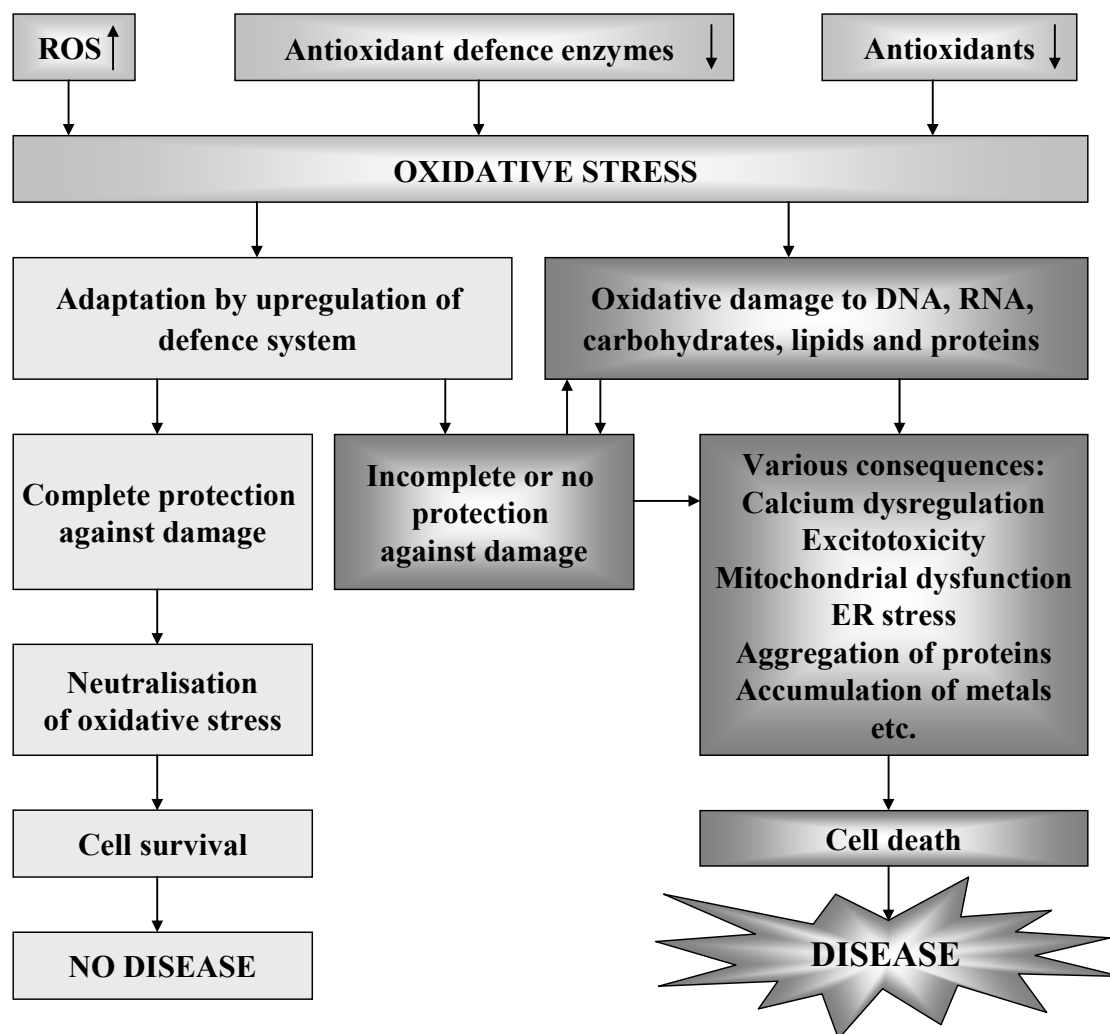 ROS
Antioxidant defence enzymes
Antioxidants
OXIDATIVE STRESS
Adaptation by upregulation of
defence system
Oxidative damage to DNA, RNA,
carbohydrates, lipids and proteins
Complete protection
against damage
Incomplete or no
protection
against damage
Various consequences:
Calcium dysregulation
Excitotoxicity
Mitochondrial dysfunction
ER stress
Aggregation of proteins
Accumulation of metals
etc.
Neutralisation
of oxidative stress
Cell survival
Cell death
NO DISEASE
DISEASE